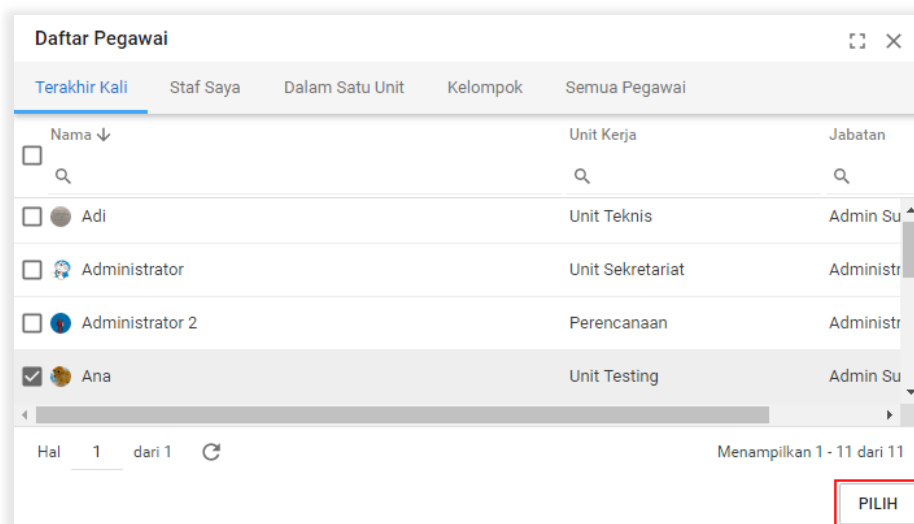 Daftar Pegawai
Terakhir Kali Staf Saya Dalam Satu Unit Kelompok Semua Pegawai
Nama Unit Kerja Jabatan
Adi Unit Teknis Admin Su
Administrator Unit Sekretariat Administr
Administrator 2 Perencanaan Administr
Ana Unit Testing Admin Su
Hal 1 dari 1 Menampilkan 1 - 11 dari 11
PILIH